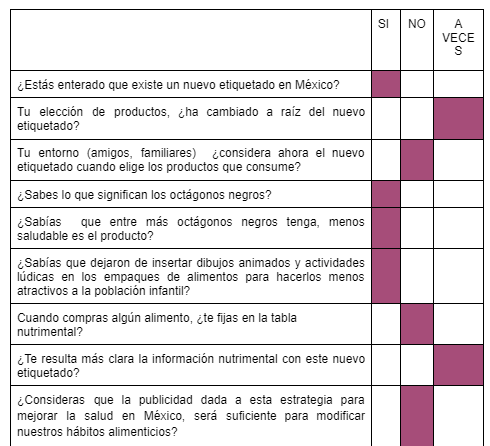 SI NO A
VECE
S
¿Estás enterado que existe un nuevo etiquetado en México?
Tu elección de productos, ¿ha cambiado a raíz del nuevo
etiquetado?
Tu entorno (amigos, familiares) ¿considera ahora el nuevo
etiquetado cuando elige los productos que consume?
¿Sabes lo que significan los octágonos negros?
¿Sabías que entre más octágonos negros tenga, menos
saludable es el producto?
¿Sabías que dejaron de insertar dibujos animados y actividades
lúdicas en los empaques de alimentos para hacerlos menos
atractivos a la población infantil?
Cuando compras algún alimento, ¿te fijas en la tabla
nutrimental?
¿Te resulta más clara la información nutrimental con este nuevo
etiquetado?
¿Consideras que la publicidad dada a esta estrategia para
mejorar la salud en México, será suficiente para modificar
nuestros hábitos alimenticios?